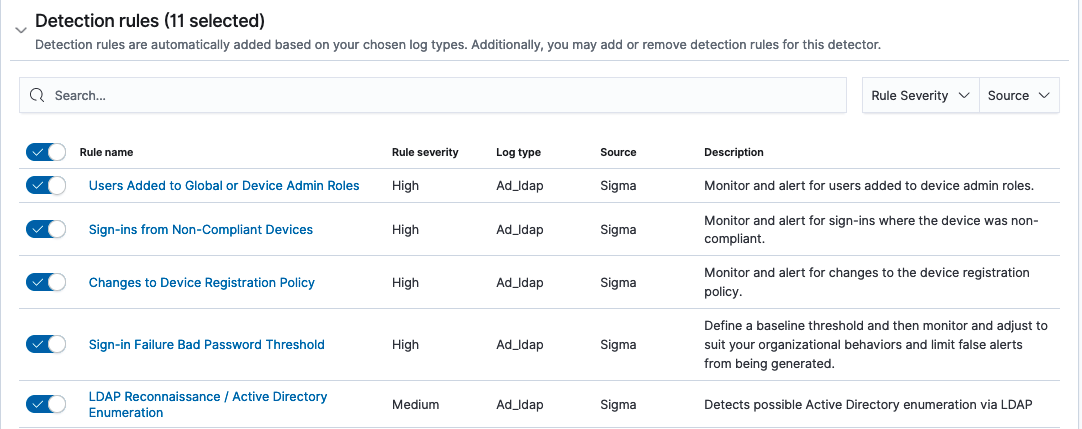 Detection rules (11 selected)
Detection rules are automatically added based on your chosen log types. Additionally, you may add or remove detection rules for this detector.
Search...
Rule Severity
Source
Rule name Rule severity Log type Source Description
Users Added to Global or Device Admin Roles High Ad_ldap Sigma Monitor and alert for users added to device admin roles.
Sign-ins from Non-Compliant Devices High Ad_ldap Sigma Monitor and alert for sign-ins where the device was non-
compliant.
Changes to Device Registration Policy High Ad_ldap Sigma Monitor and alert for changes to the device registration
policy.
Sign-in Failure Bad Password Threshold High Ad_ldap Sigma Define a baseline threshold and then monitor and adjust to
suit your organizational behaviors and limit false alerts
from being generated.
LDAP Reconnaissance / Active Directory
Enumeration Medium Ad_ldap Sigma Detects possible Active Directory enumeration via LDAP